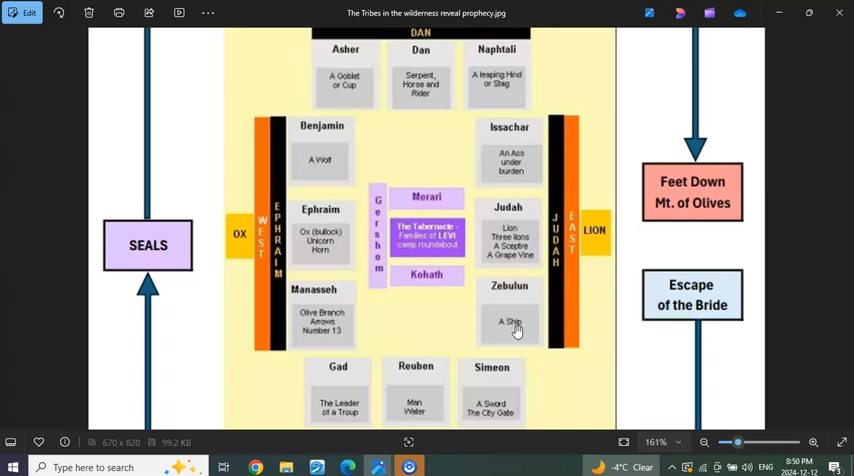 Edit
The Tribes in the wilderness reveal prophecy.jpg
DAN
Asher
A Goblet
or Cup
Dan
Serpent,
Horse and
Rider
Naphtali
A leaping Hind
or Stag
Benjamin
A Wolf
Issachar
An Ass
under
burden
Ephraim
Ox (bullock)
Unicorn
Horn
Judah
Lion
Three lions
A Sceptre
A Grape Vine
Manasseh
Olive Branch
Arrows
Number 13
Zebulun
A Ship
OX
WEST
EPHRAIM
Gershom
Merari
The Tabernacle -
Families of LEVI
camp roundabout
Kohath
JUDAH
EAST
LION
Gad
The Leader
of a Troup
Reuben
Man
Water
Simeon
A Sword
The City Gate
SEALS
Feet Down
Mt. of Olives
Escape
of the Bride
670 x 820
99.2 KB
161%
Type here to search
-4°C Clear
ENG
8:50 PM
2024-12-12
3